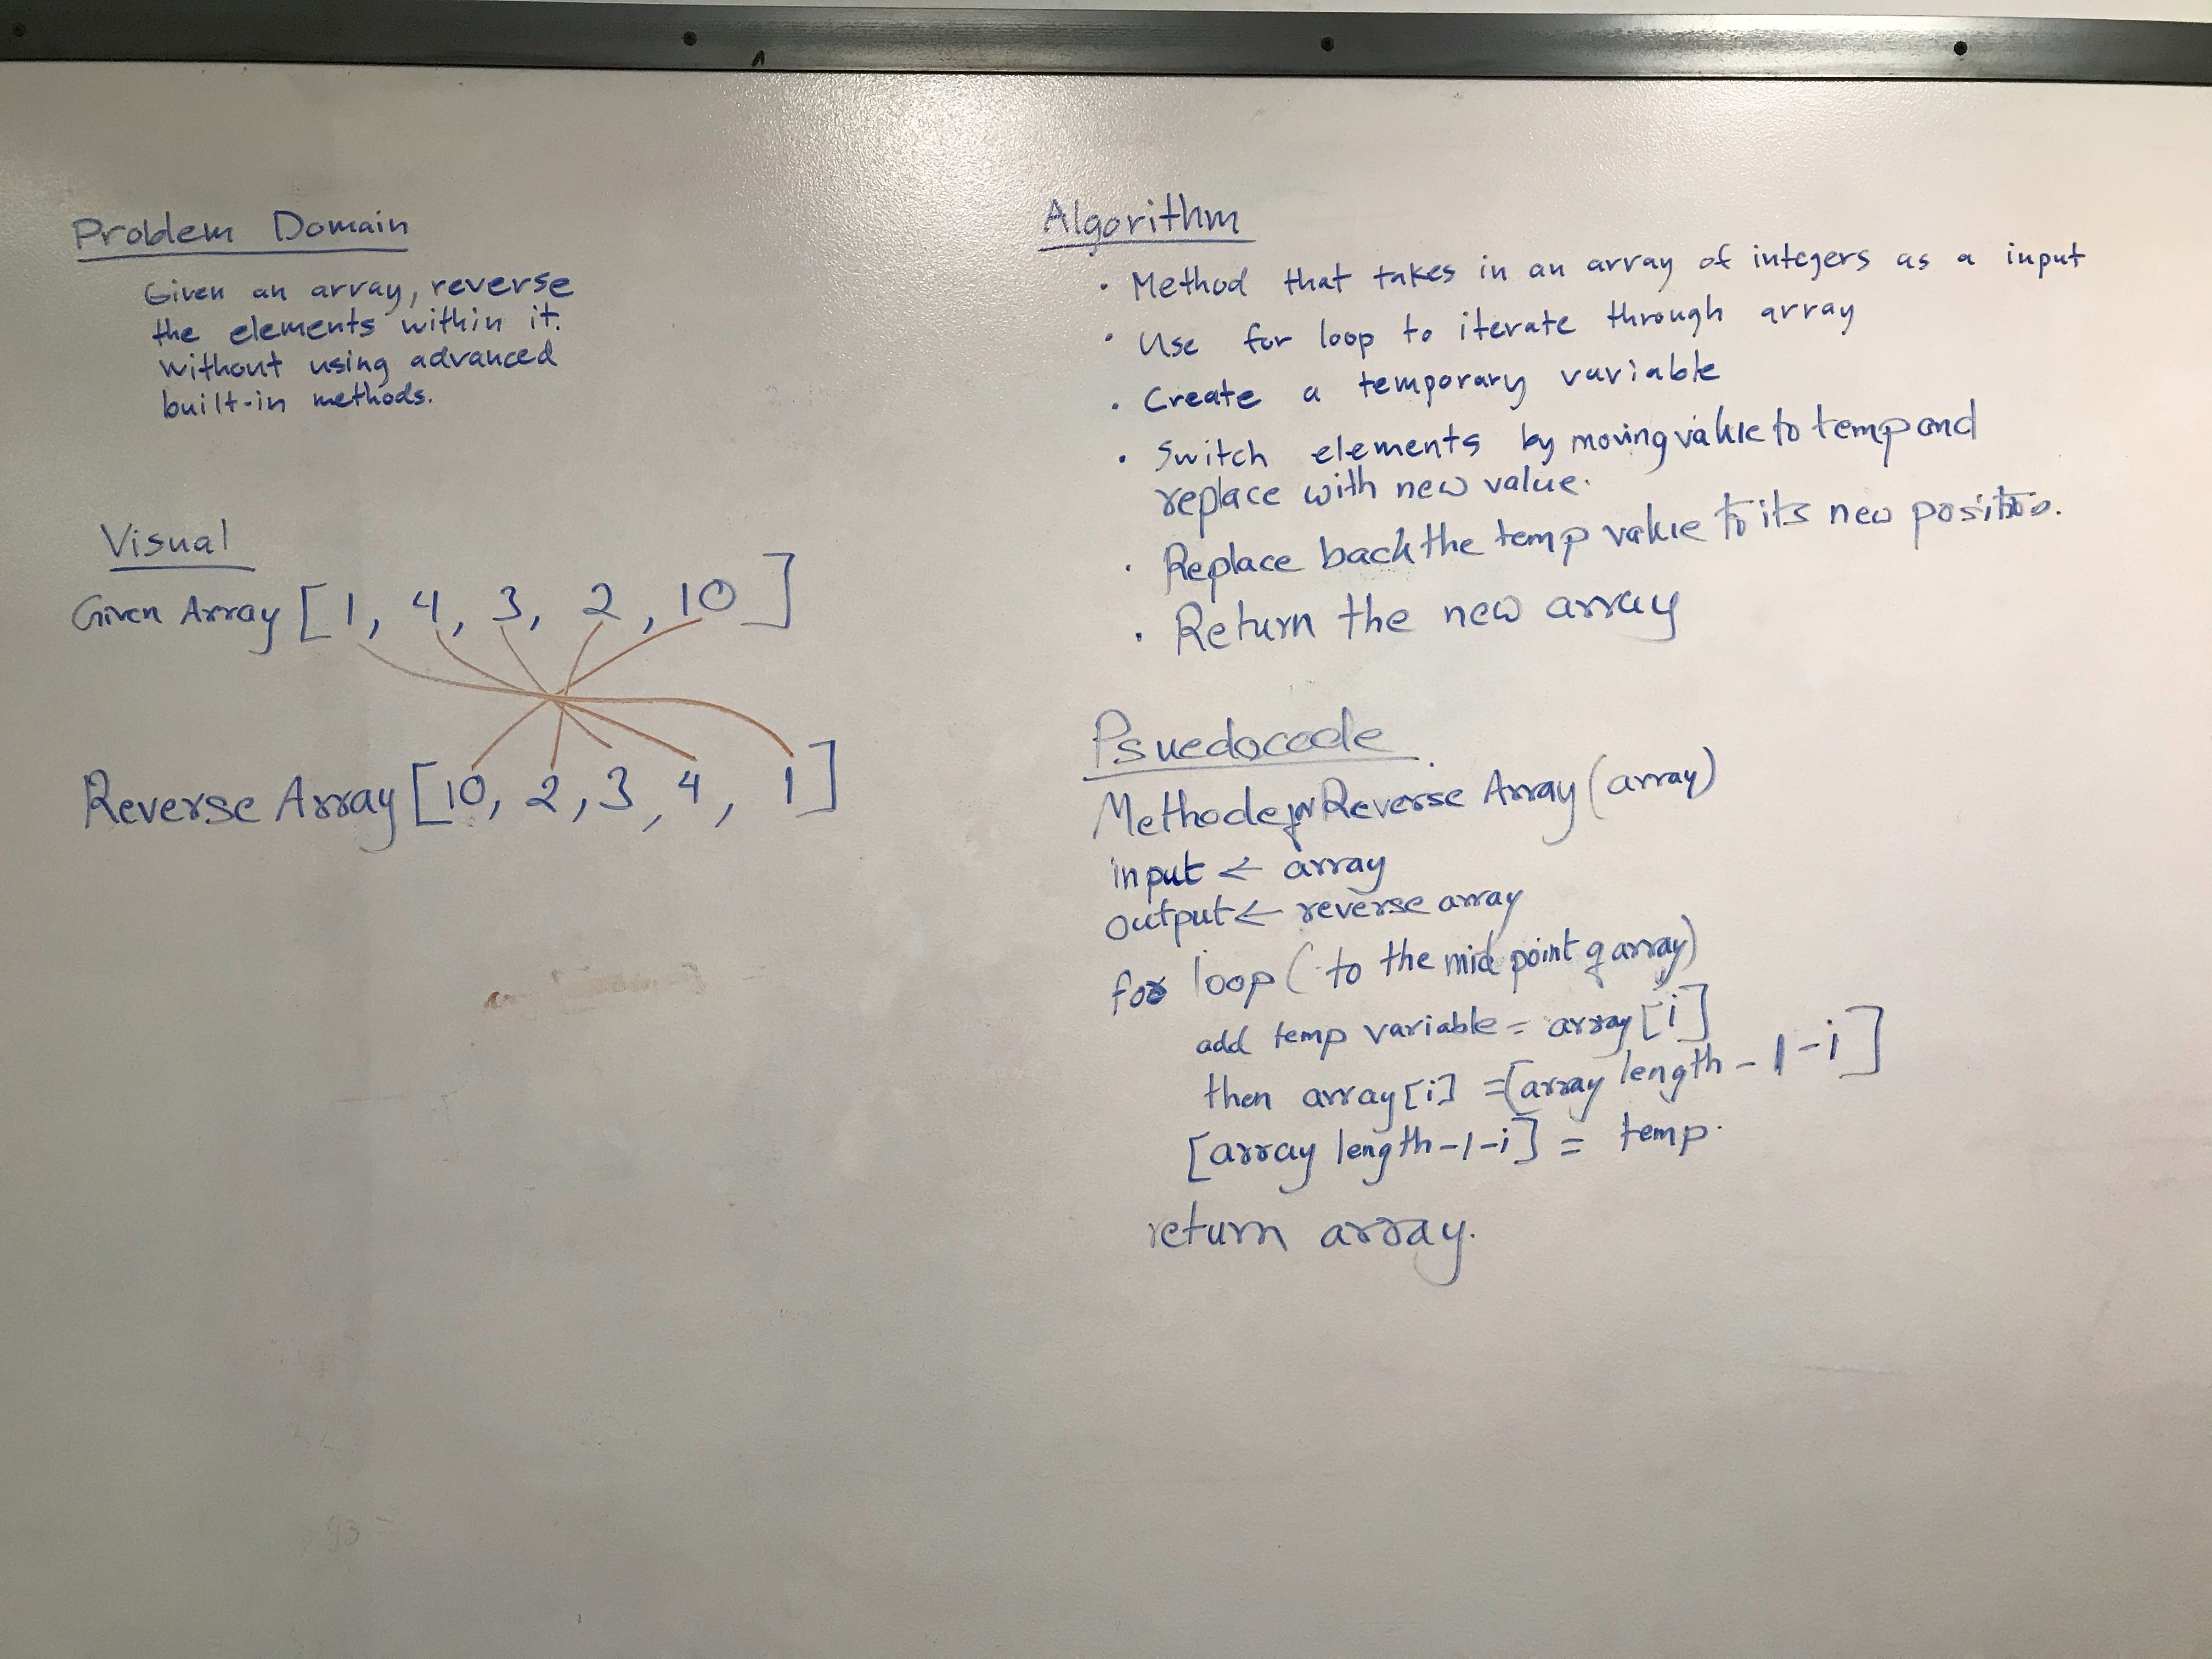 Problem Domain
Given an array, reverse
the elements within it.
without using advanced
built-in methods.
Visual
Given Array [1, 4, 3, 2, 10]
Reverse Array [10, 2, 3, 4, 1]
Algorithm
· Method that takes in an array of integers as a input
· Use for loop to iterate through array
· Create a temporary variable
· Switch elements by moving value to temp and
replace with new value.
· Replace back the temp value to its new position.
· Return the new array
Psuedocode
Reverse Array (array)
input ← array
output ← reverse array
for loop ( to the mid point of array)
add temp variable = array[i]
then array[i] = [array length - 1 - i]
[array length-1-i] = temp.
return array.